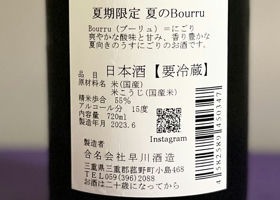 夏期限定 夏のBourru
Bourru（ブーリュ）＝にごり
爽やかな酸味と甘み、香り豊かな
夏向きのうすにごりのお酒です。
品目 日本酒【要冷蔵】
原材料名 米(国産)
米こうじ(国産米)
精米歩合 55%
アルコール分 15度
内容量 720ml
製造年月 2023.6
Instagram
製造者
合名会社早川酒造
三重県三重郡菰野町小島468
TEL059(396)2088
お酒は二十歳になってから
4582589450347